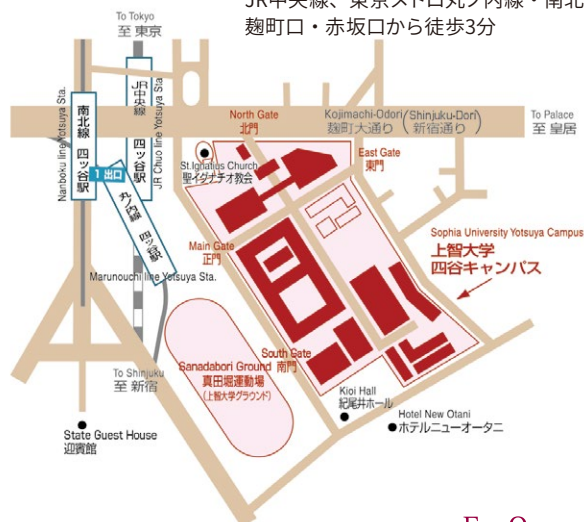 JR中央線、東京メトロ丸ノ内線・南北
麹町口・赤坂口から徒歩3分
To Tokyo
至 東京
Nanboku line Yotsuya Sta.
南北線 四ッ谷駅
JR中央線 四ッ谷駅
JR Chuo line Yotsuya Sta.
1 出口
丸ノ内線 四ッ谷駅
Marunouchi line Yotsuya Sta.
North Gate
北門
Kojimachi-Odori (Shinjuku-Dori)
麹町大通り (新宿通り)
To Palace
至 皇居
St.Ignatius Church
聖イグナチオ教会
East Gate
東門
Main Gate
正門
Sophia University Yotsuya Campus
上智大学
四谷キャンパス
South Gate
南門
Sanadabori Ground
真田堀運動場
(上智大学グラウンド)
To Shinjuku
至 新宿
Kioi Hall
紀尾井ホール
Hotel New Otani
ホテルニューオータニ
State Guest House
迎賓館